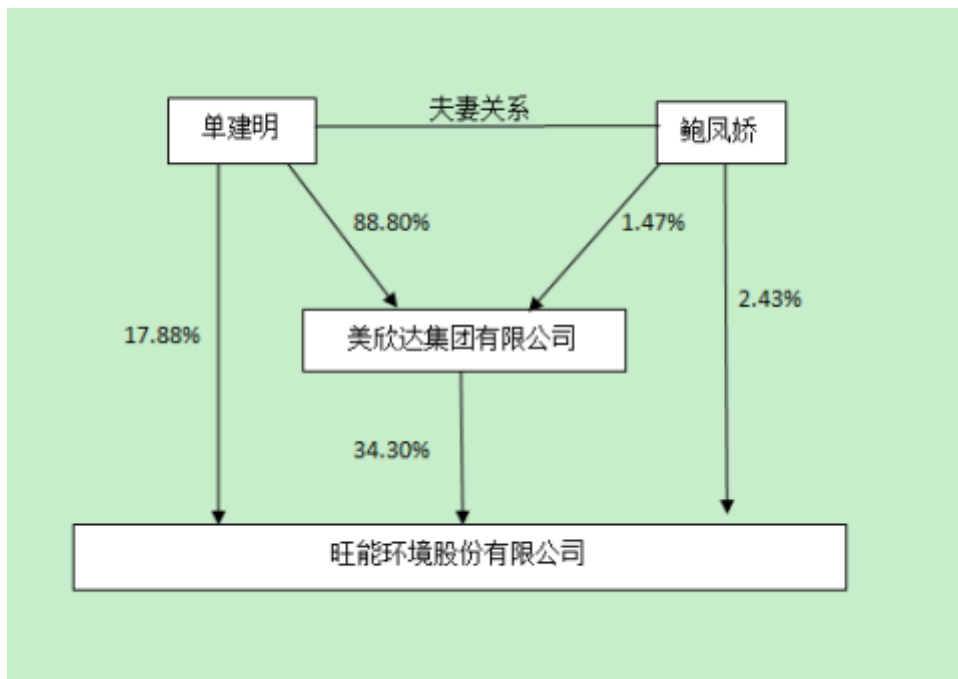 夫妻关系
单建明
鲍凤娇
88.80%
1.47%
2.43%
17.88%
美欣达集团有限公司
34.30%
旺能环境股份有限公司